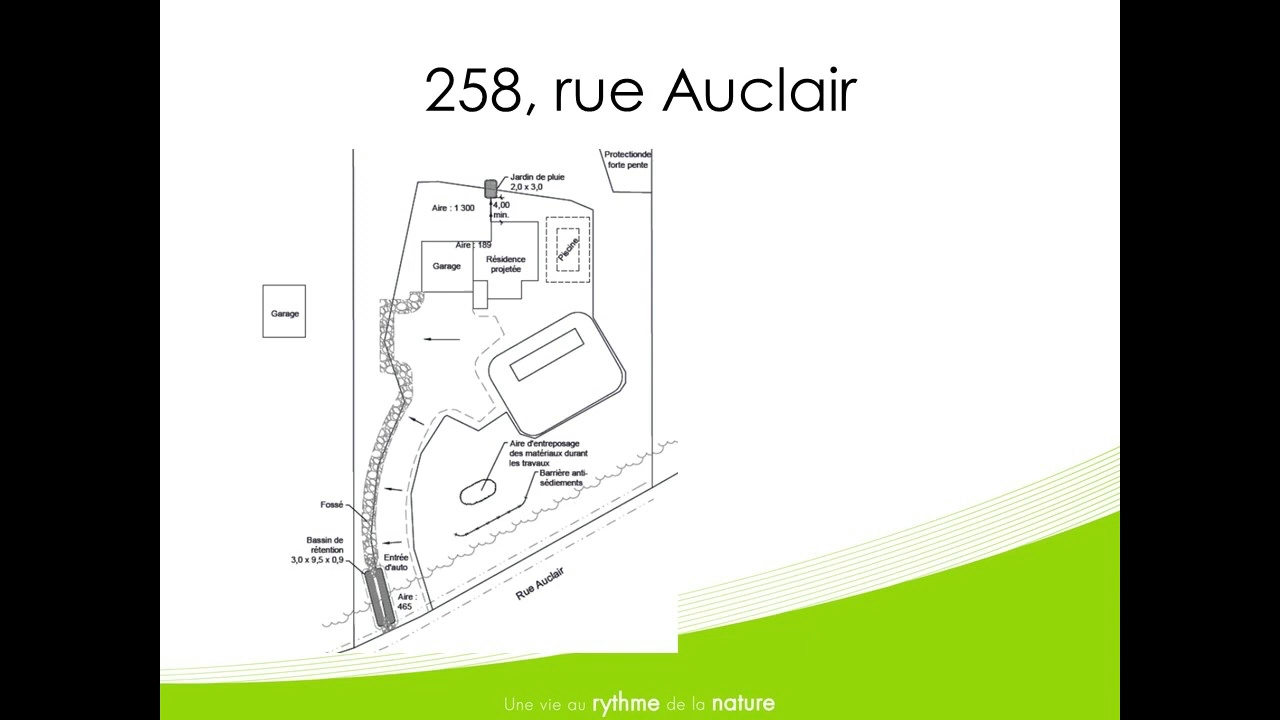 258, rue Auclair
Protectionde
forte pente
Jardin de pluie
2,0 x 3,0
Aire : 1 300
4,00
min.
Aire : 189
Piscine
Garage
Résidence
projetée
Garage
Aire d'entreposage
des matériaux durant
les travaux
Barrière anti-
sédiements
Fossé
Bassin de
rétention
3,0 x 9,5 x 0,9
Entrée
d'auto
Aire :
465
Rue Auclair
Une vie au rythme de la nature